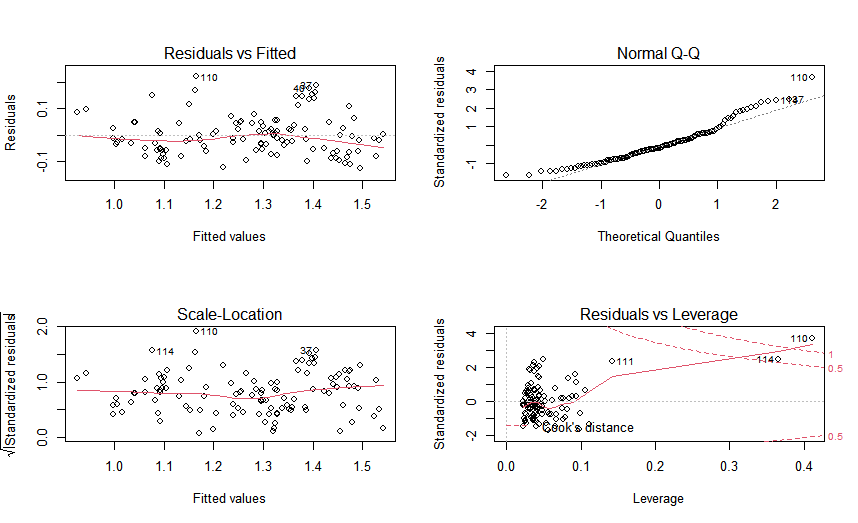 Residuals vs Fitted
Residuals
-0.1
0.1
110
37
1.0 1.1 1.2 1.3 1.4 1.5
Fitted values
Normal Q-Q
Standardized residuals
-1
1
2
3
4
110
37
-2 -1 0 1 2
Theoretical Quantiles
Scale-Location
√|Standardized residuals|
0.0
1.0
2.0
110
114
37
1.0 1.1 1.2 1.3 1.4 1.5
Fitted values
Residuals vs Leverage
Standardized residuals
-2
0
2
4
110
114
111
1
0.5
0.5
Cook's distance
0.0 0.1 0.2 0.3 0.4
Leverage